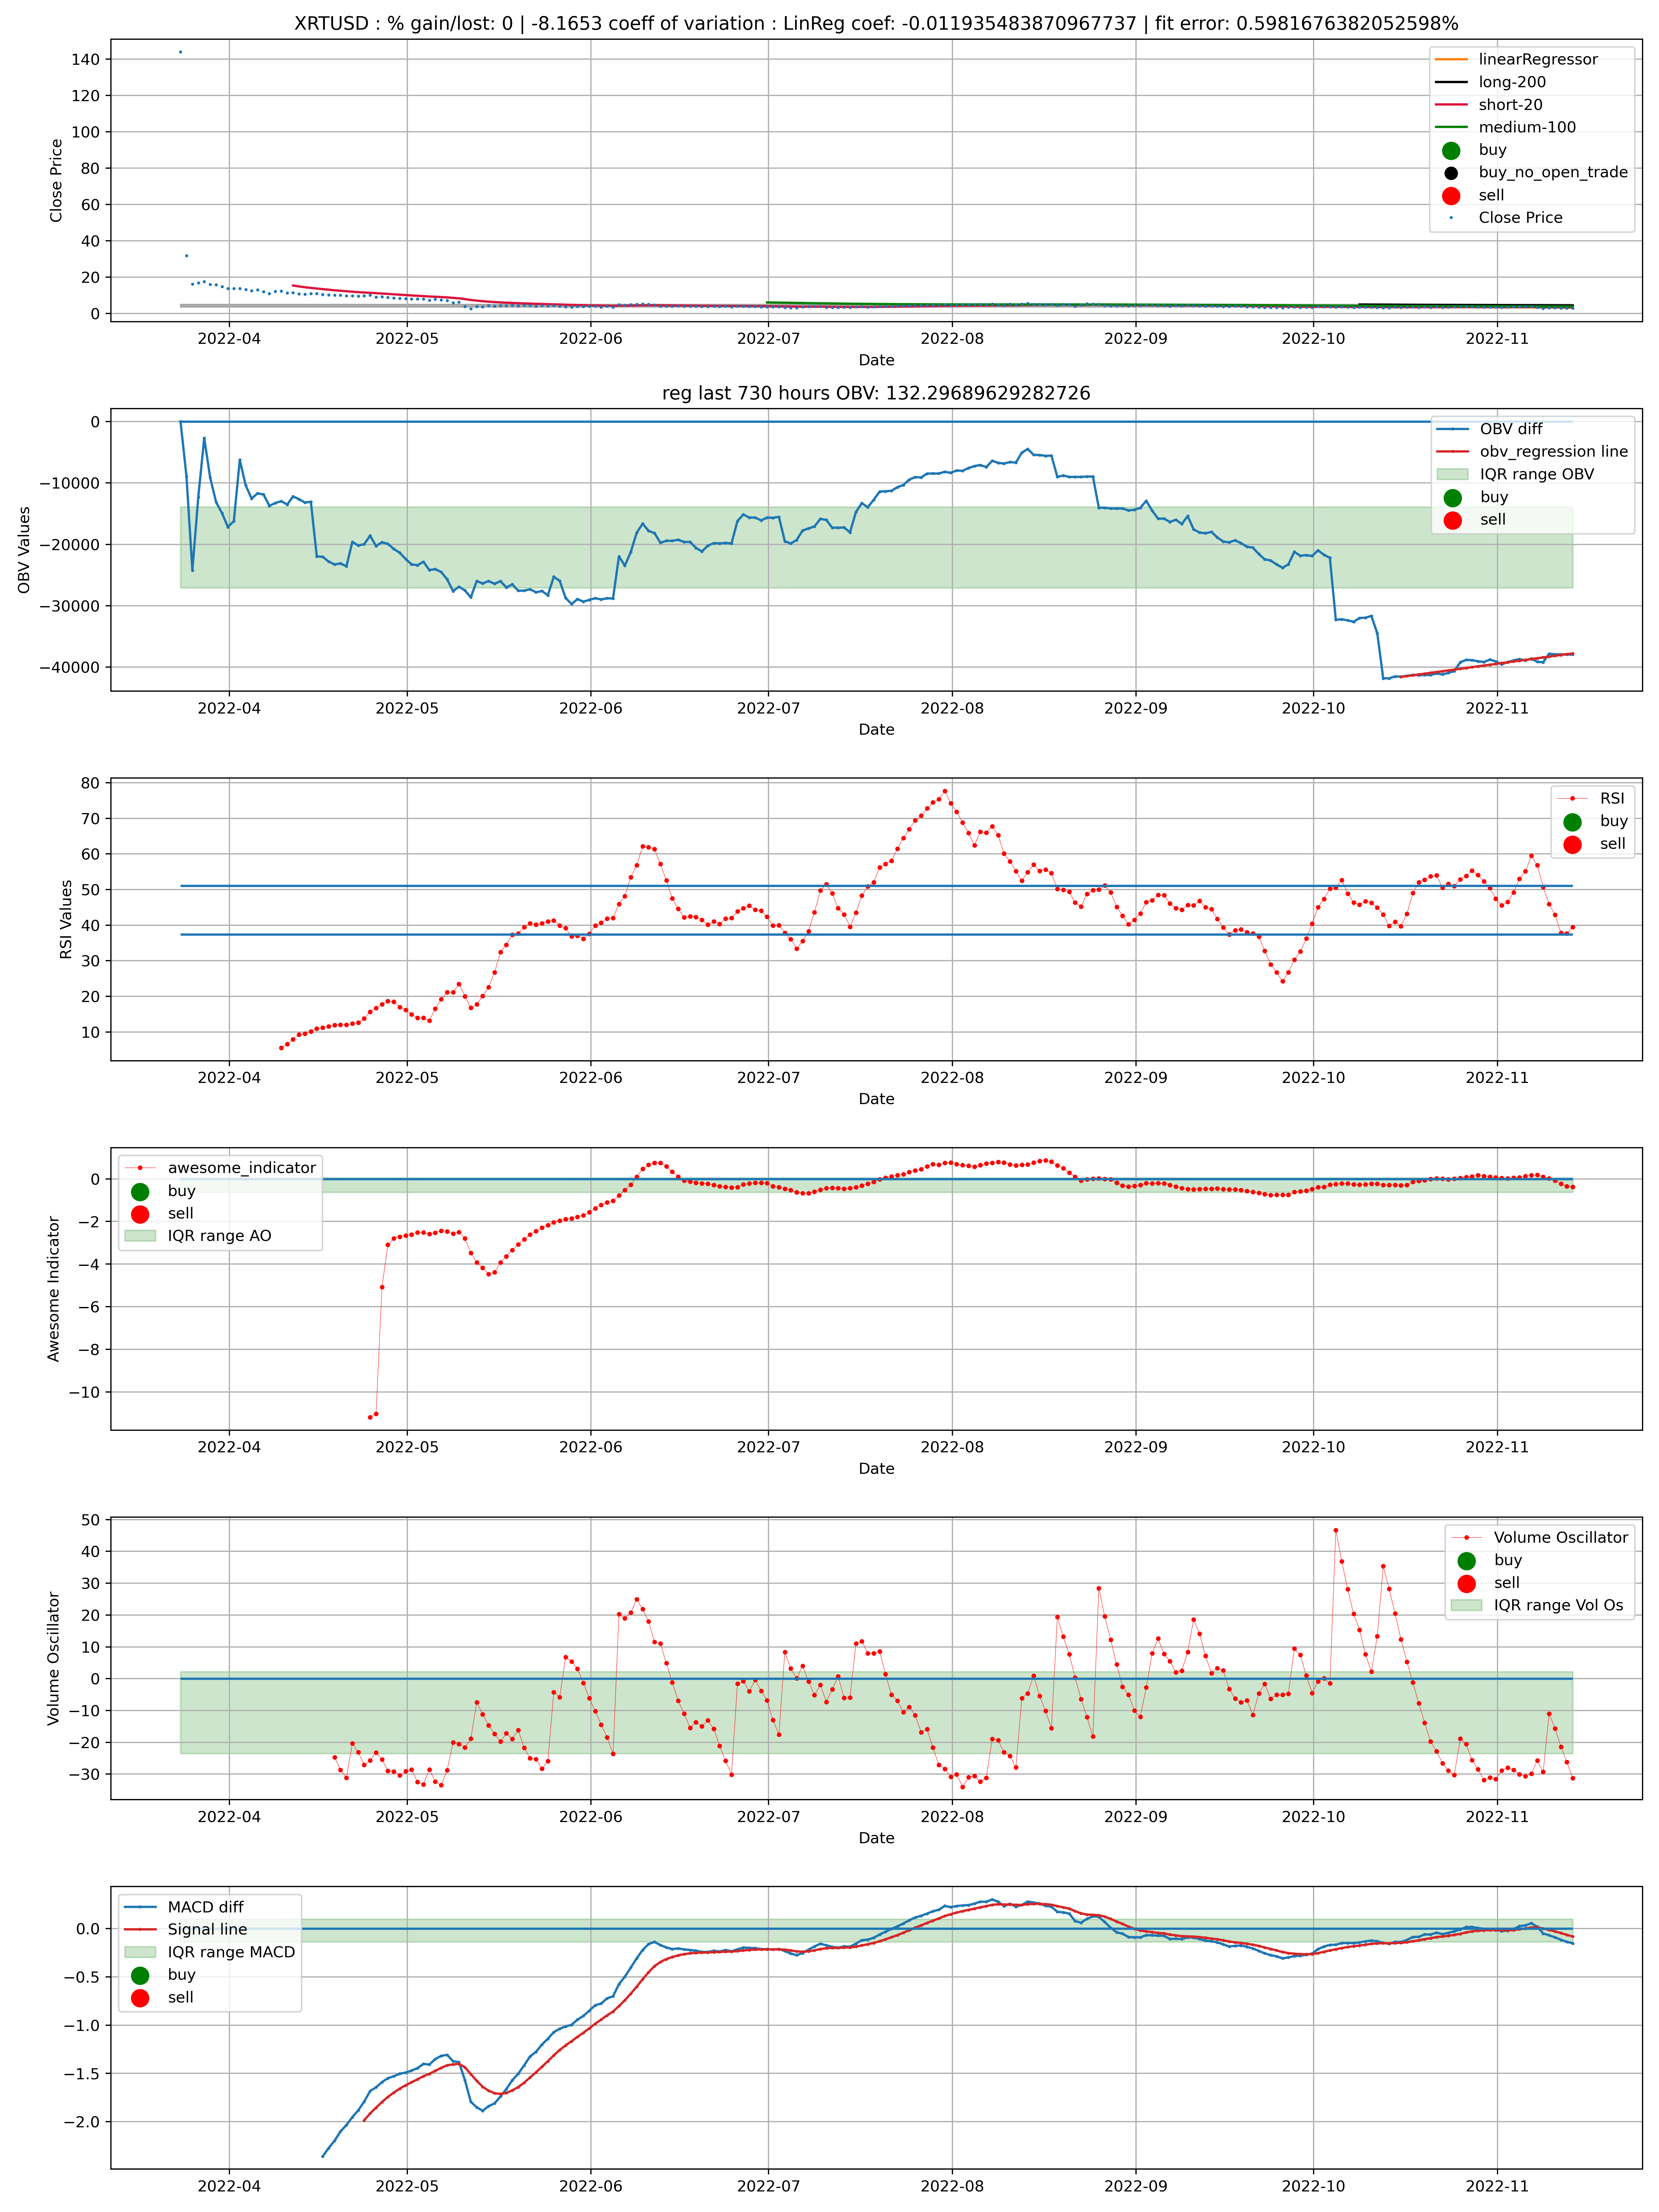 XRTUSD : % gain/lost: 0 | -8.1653 coeff of variation : LinReg coef: -0.011935483870967737 | fit error: 0.5981676382052598%
140
120
100
80
60
40
20
0
Close Price
linearRegressor
long-200
short-20
medium-100
buy
buy_no_open_trade
sell
Close Price
2022-04 2022-05 2022-06 2022-07 2022-08 2022-09 2022-10 2022-11
Date
reg last 730 hours OBV: 132.29689629282726
0
−10000
−20000
−30000
−40000
OBV Values
OBV diff
obv_regression line
IQR range OBV
buy
sell
2022-04 2022-05 2022-06 2022-07 2022-08 2022-09 2022-10 2022-11
Date
80
70
60
50
40
30
20
10
RSI Values
RSI
buy
sell
2022-04 2022-05 2022-06 2022-07 2022-08 2022-09 2022-10 2022-11
Date
0
−2
−4
−6
−8
−10
Awesome Indicator
awesome_indicator
buy
sell
IQR range AO
2022-04 2022-05 2022-06 2022-07 2022-08 2022-09 2022-10 2022-11
Date
50
40
30
20
10
0
−10
−20
−30
Volume Oscillator
Volume Oscillator
buy
sell
IQR range Vol Os
2022-04 2022-05 2022-06 2022-07 2022-08 2022-09 2022-10 2022-11
Date
0.0
−0.5
−1.0
−1.5
−2.0
MACD diff
Signal line
IQR range MACD
buy
sell
2022-04 2022-05 2022-06 2022-07 2022-08 2022-09 2022-10 2022-11